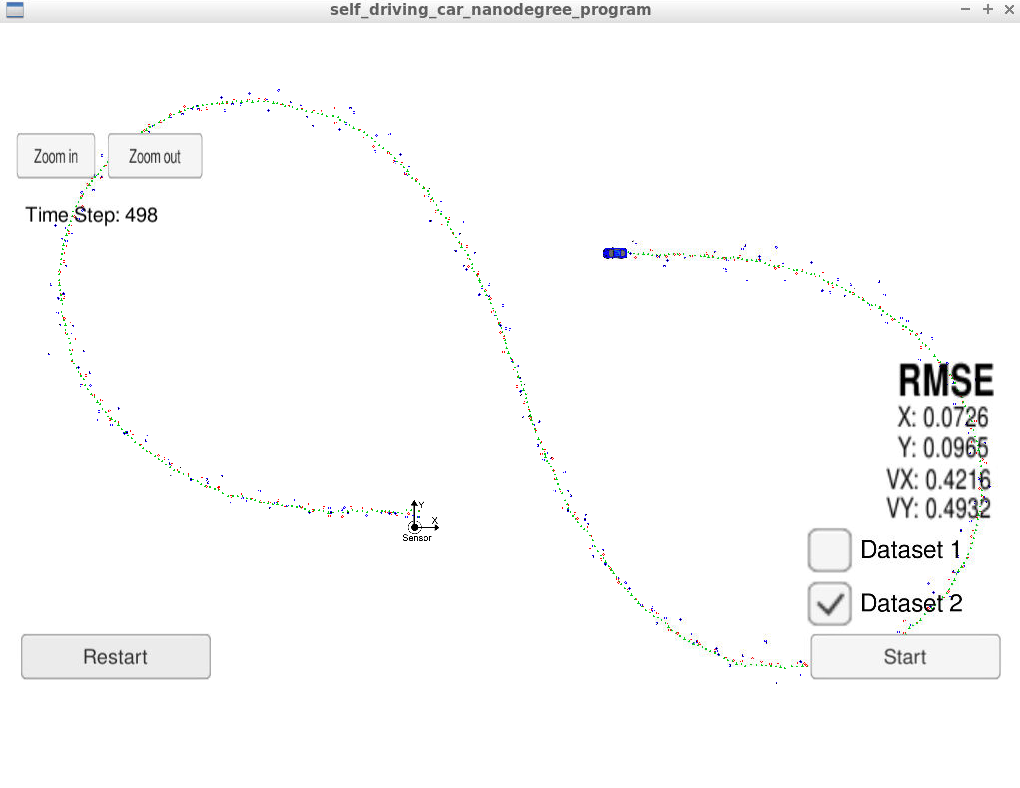 self_driving_car_nanodegree_program
Zoom in
Zoom out
Time Step: 498
RMSE
X: 0.0726
Y: 0.0965
VX: 0.4216
VY: 0.4932
Y
X
Sensor
Dataset 1
Dataset 2
Restart
Start